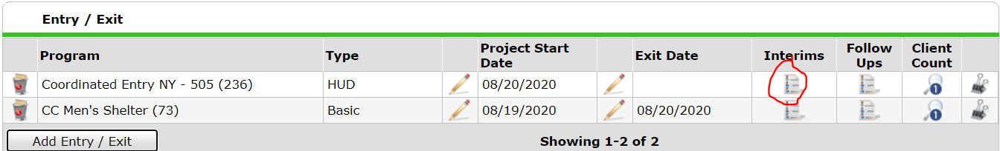 Entry / Exit
Program Type Project Start Date Exit Date Interims Follow Ups Client Count
Coordinated Entry NY - 505 (236) HUD 08/20/2020 1
CC Men's Shelter (73) Basic 08/19/2020 08/20/2020 1
Add Entry / Exit Showing 1-2 of 2